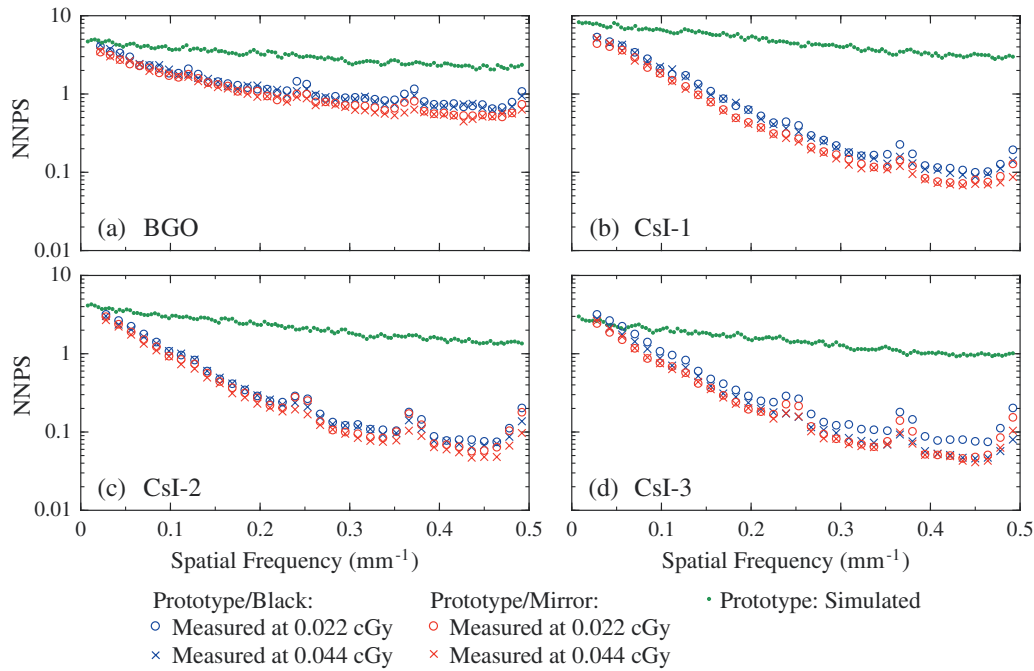 10
1
0.1
0.01
NNPS
(a) BGO
(b) CsI-1
10
1
0.1
0.01
NNPS
(c) CsI-2
(d) CsI-3
0 0.1 0.2 0.3 0.4 0.5
0 0.1 0.2 0.3 0.4 0.5
Spatial Frequency (mm-1)
Spatial Frequency (mm-1)
Prototype/Black:
Measured at 0.022 cGy
Measured at 0.044 cGy
Prototype/Mirror:
Measured at 0.022 cGy
Measured at 0.044 cGy
Prototype: Simulated